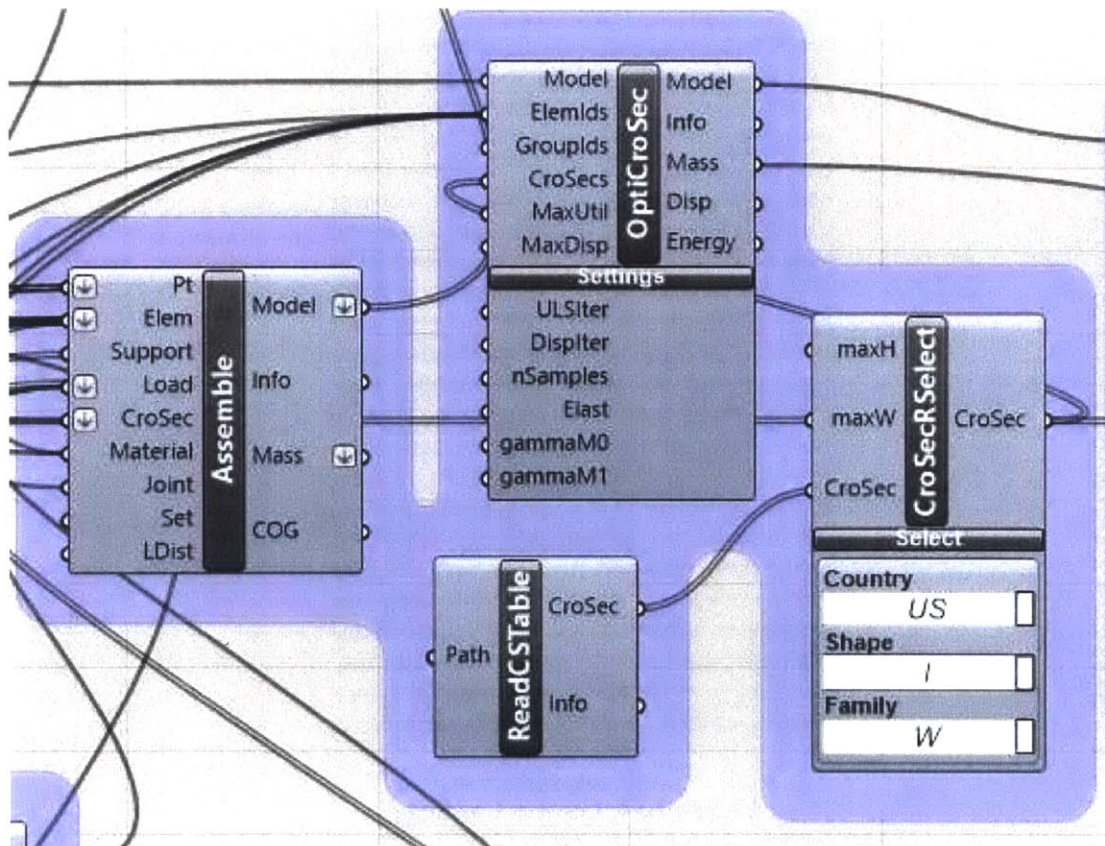 Model
ElemIds
GroupIds
CroSecs
MaxUtil
MaxDisp
OptiCroSec
Model
Info
Mass
Disp
Energy
Settings
ULSIter
DispIter
nSamples
Elast
gammaM0
gammaM1
Pt
Elem
Support
Load
CroSec
Material
Joint
Set
LDist
Assemble
Model
Info
Mass
COG
Path
ReadCSTable
CroSec
Info
maxH
maxW
CroSec
CroSecRSelect
CroSec
Select
Country
US
Shape
I
Family
W